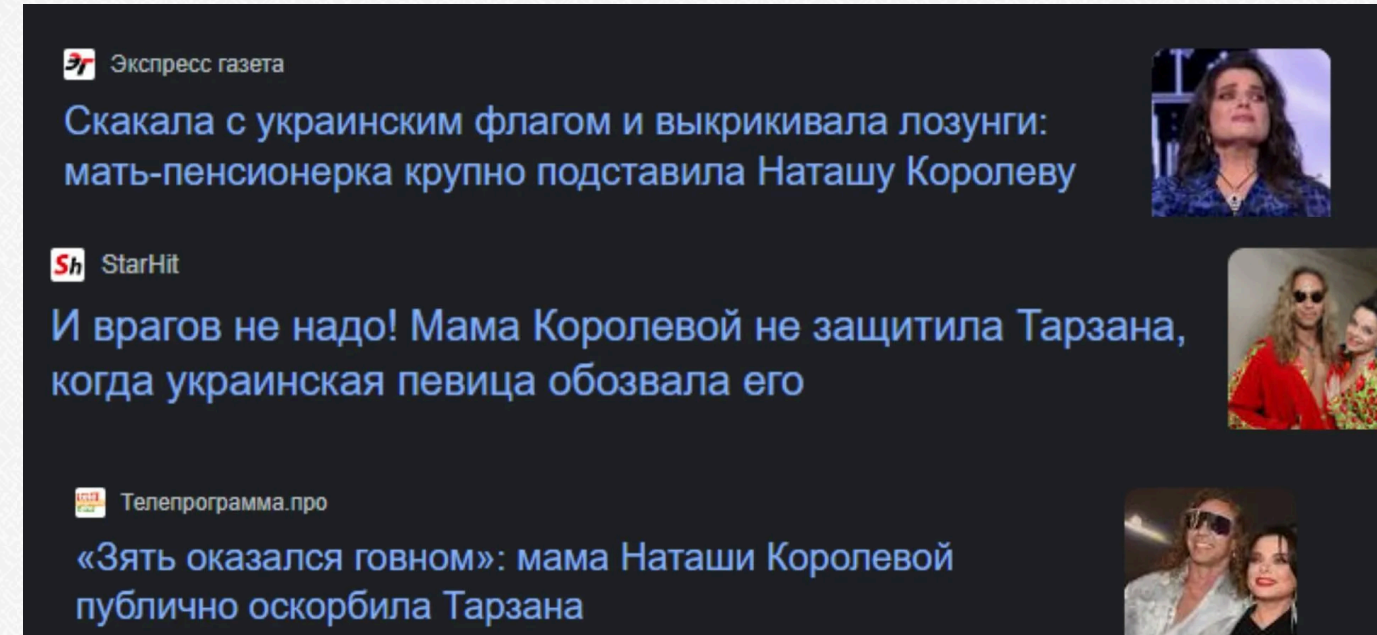 Экспресс газета
Скакала с украинским флагом и выкрикивала лозунги:
мать-пенсионерка крупно подставила Наташу Королеву
Sh StarHit
И врагов не надо! Мама Королевой не защитила Тарзана,
когда украинская певица обозвала его
Телепрограмма.про
«Зять оказался говном»: мама Наташи Королевой
публично оскорбила Тарзана